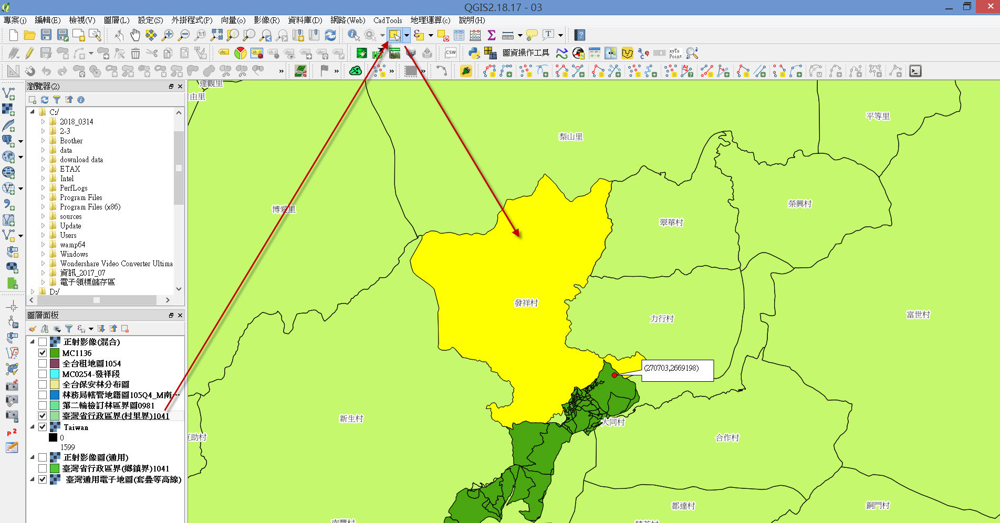 QGIS2.18.17 - 03
專案(j) 編輯(E) 檢視(V) 圖層(L) 設定(S) 外掛程式(P) 向量(o) 影像(R) 資料庫(D) 網路(Web) CadTools 地理運算(c) 說明(H)
圖資操作工具
CSW
xyTo
Point
瀏覽器(2)
C:/
2018_0314
2-3
Brother
data
download data
ETAX
Intel
PerfLogs
Program Files
Program Files (x86)
sources
Update
Users
wamp64
Windows
Wondershare Video Converter Ultima
資訊_2017_07
電子領標儲存區
D:/
圖層面板
正射影像(混合)
MC1136
全台租地圖1054
MC0254-發祥段
全台保安林分布圖
林務局轄管地籍圖105Q4_M南…
第二輪檢訂林區界圖0981
臺灣省行政區界(村里界)1041
Taiwan
0
1599
正射影像圖(通用)
臺灣省行政區界(鄉鎮界)1041
臺灣通用電子地圖(套疊等高線)
達觀里
自由里
平等里
梨山里
博愛里
榮興村
翠華村
發祥村
力行村
富世村
(270703,2669198)
新生村
大同村
互助村
合作村
都達村
銅門村
南豐村
精英村